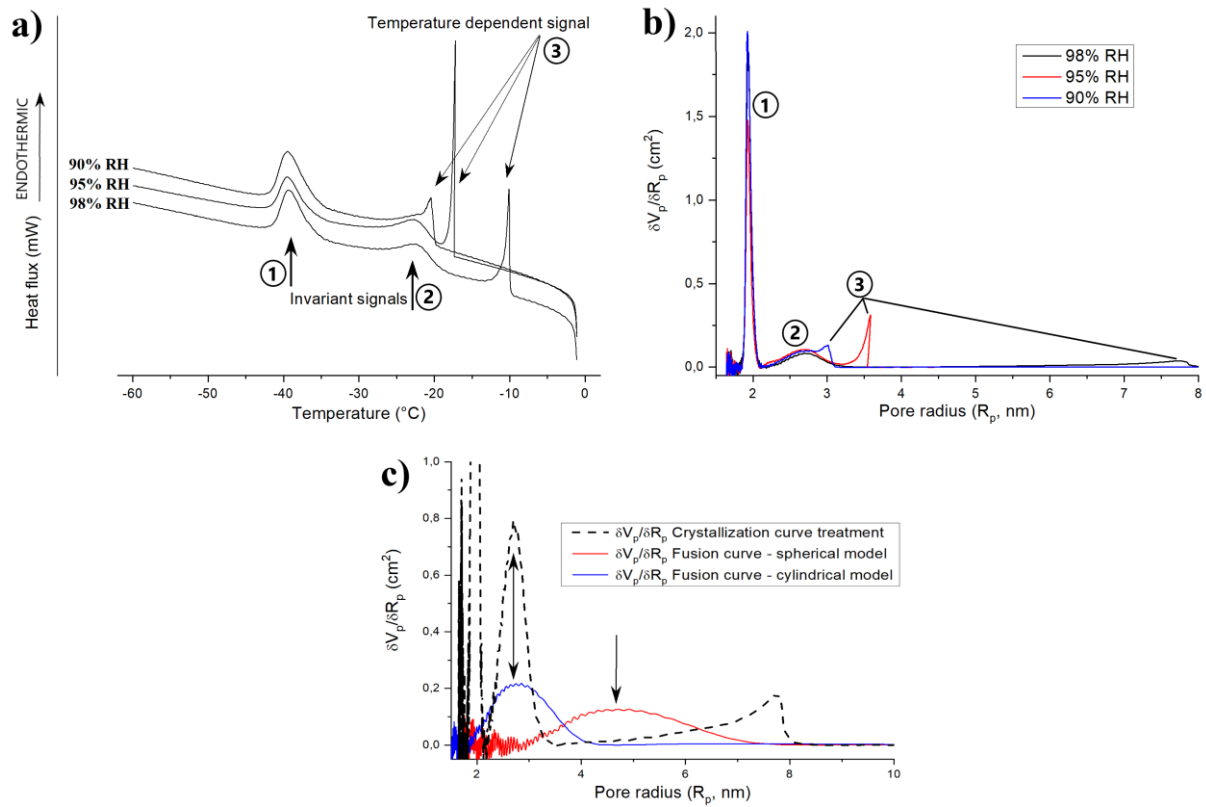 a)
Temperature dependent signal
③
ENDOTHERMIC
Heat flux (mW)
90% RH
95% RH
98% RH
①
Invariant signals
②
-60 -50 -40 -30 -20 -10 0
Temperature (°C)
b)
2,0
1,5
1,0
0,5
0,0
δVp/δRp (cm²)
98% RH
95% RH
90% RH
①
②
③
2 3 4 5 6 7 8
Pore radius (Rp, nm)
c)
1,0
0,8
0,6
0,4
0,2
0,0
δVp/δRp (cm²)
δVp/δRp Crystallization curve treatment
δVp/δRp Fusion curve - spherical model
δVp/δRp Fusion curve - cylindrical model
2 4 6 8 10
Pore radius (Rp, nm)